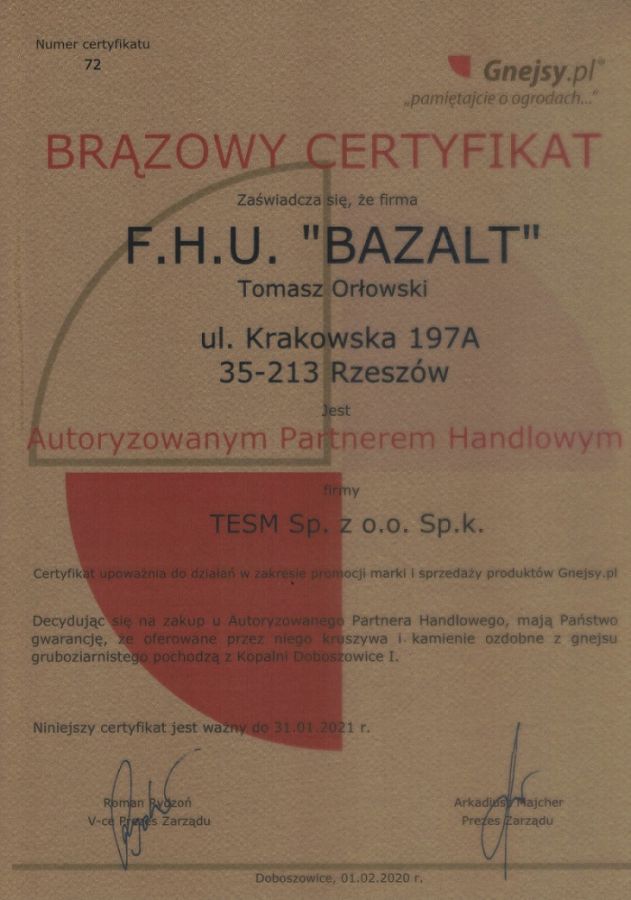 Numer certyfikatu
72
Gnejsy.pl®
„pamiętajcie o ogrodach...”
BRĄZOWY CERTYFIKAT
Zaświadcza się, że firma
F.H.U. "BAZALT"
Tomasz Orłowski
ul. Krakowska 197A
35-213 Rzeszów
Jest
Autoryzowanym Partnerem Handlowym
firmy
TESM Sp. z o.o. Sp.k.
Certyfikat upoważnia do działań w zakresie promocji marki i sprzedaży produktów Gnejsy.pl
Decydując się na zakup u Autoryzowanego Partnera Handlowego, mają Państwo
gwarancję, że oferowane przez niego kruszywa i kamienie ozdobne z gnejsu
gruboziarnistego pochodzą z Kopalni Doboszowice I.
Niniejszy certyfikat jest ważny do 31.01.2021 r.
Roman Rydzoń
V-ce Prezes Zarządu
Arkadiusz Majcher
Prezes Zarządu
Doboszowice, 01.02.2020 r.